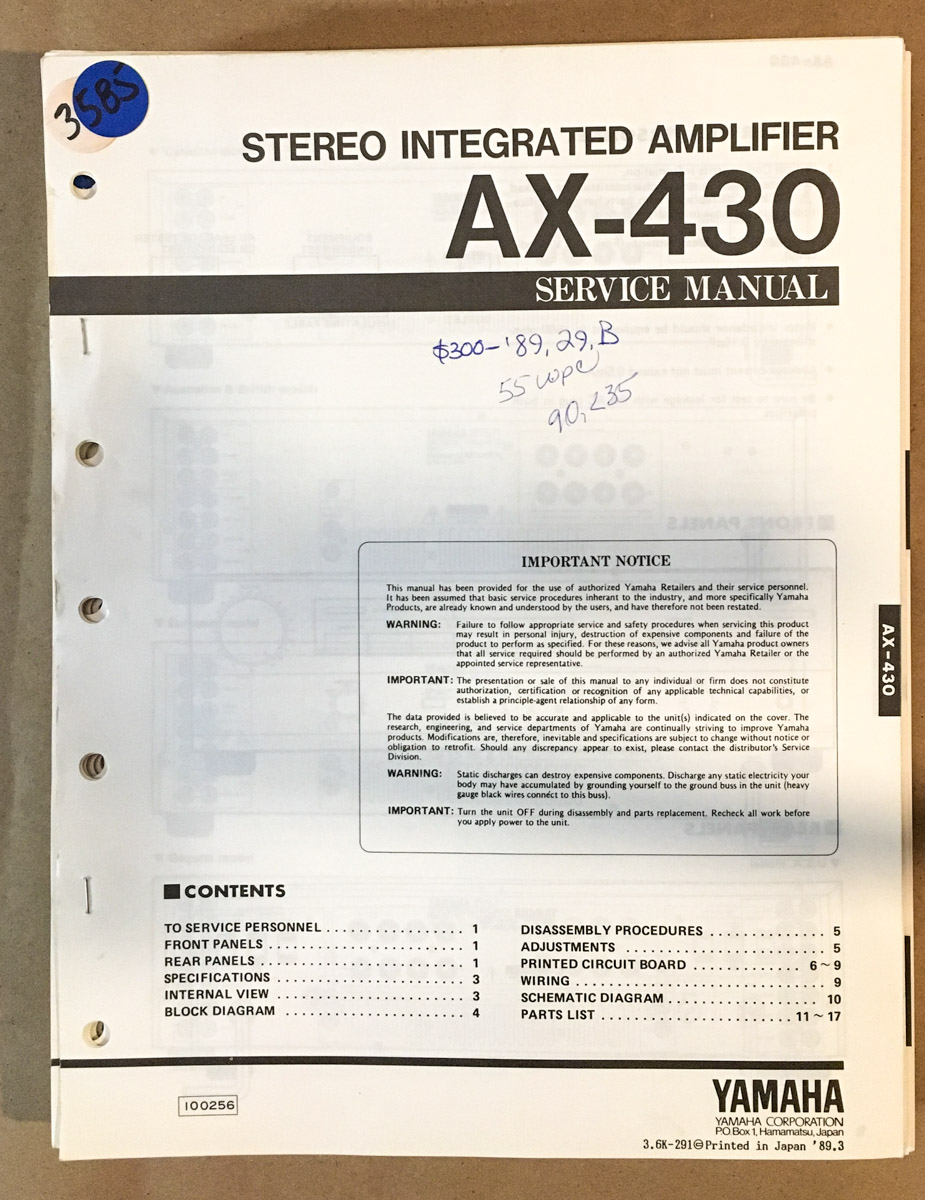 3585
STEREO INTEGRATED AMPLIFIER
AX-430
SERVICE MANUAL
$300-'89, 29, B
55 wpc
90, 235
IMPORTANT NOTICE
This manual has been provided for the use of authorized Yamaha Retailers and their service personnel.
It has been assumed that basic service procedures inherant to the industry, and more specifically Yamaha
Products, are already known and understood by the users, and have therefore not been restated.
WARNING: Failure to follow appropriate service and safety procedures when servicing this product
may result in personal injury, destruction of expensive components and failure of the
product to perform as specified. For these reasons, we advise all Yamaha product owners
that all service required should be performed by an authorized Yamaha Retailer or the
appointed service representative.
IMPORTANT: The presentation or sale of this manual to any individual or firm does not constitute
authorization, certification or recognition of any applicable technical capabilities, or
establish a principle-agent relationship of any form.
The data provided is believed to be accurate and applicable to the unit(s) indicated on the cover. The
research, engineering, and service departments of Yamaha are continually striving to improve Yamaha
products. Modifications are, therefore, inevitable and specifications are subject to change without notice or
obligation to retrofit. Should any discrepancy appear to exist, please contact the distributor's Service
Division.
WARNING: Static discharges can destroy expensive components. Discharge any static electricity your
body may have accumulated by grounding yourself to the ground buss in the unit (heavy
gauge black wires connect to this buss).
IMPORTANT: Turn the unit OFF during disassembly and parts replacement. Recheck all work before
you apply power to the unit.
AX-430
■ CONTENTS
TO SERVICE PERSONNEL ................. 1
FRONT PANELS ........................ 1
REAR PANELS ......................... 1
SPECIFICATIONS ....................... 3
INTERNAL VIEW ....................... 3
BLOCK DIAGRAM ...................... 4
DISASSEMBLY PROCEDURES .............. 5
ADJUSTMENTS ........................ 5
PRINTED CIRCUIT BOARD ............ 6~9
WIRING .............................. 9
SCHEMATIC DIAGRAM .................. 10
PARTS LIST ....................... 11~17
100256
YAMAHA
YAMAHA CORPORATION
P.O.Box 1, Hamamatsu, Japan
3.6K-291 Printed in Japan '89.3